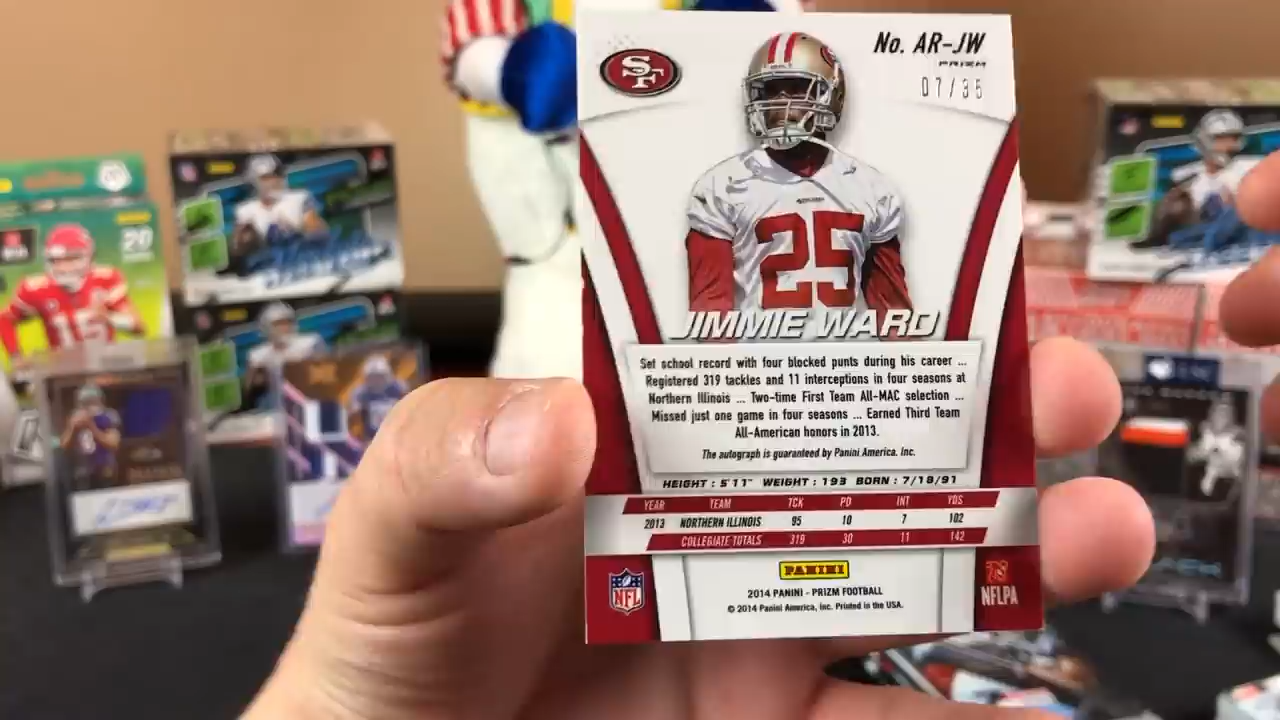 No. AR-JW
PRIZM
07/35
SF
25
JIMMIE WARD
Set school record with four blocked punts during his career ...
Registered 319 tackles and 11 interceptions in four seasons at
Northern Illinois ... Two-time First Team All-MAC selection ...
Missed just one game in four seasons ... Earned Third Team
All-American honors in 2013.
The autograph is guaranteed by Panini America, Inc.
HEIGHT : 5'11" WEIGHT : 193 BORN : 7/18/91
YEAR TEAM TCK PD INT YDS
2013 NORTHERN ILLINOIS 95 10 7 102
COLLEGIATE TOTALS 319 30 11 142
PANINI
NFL
2014 PANINI - PRIZM FOOTBALL
© 2014 Panini America, Inc. Printed in the USA.
NFLPA
20
15